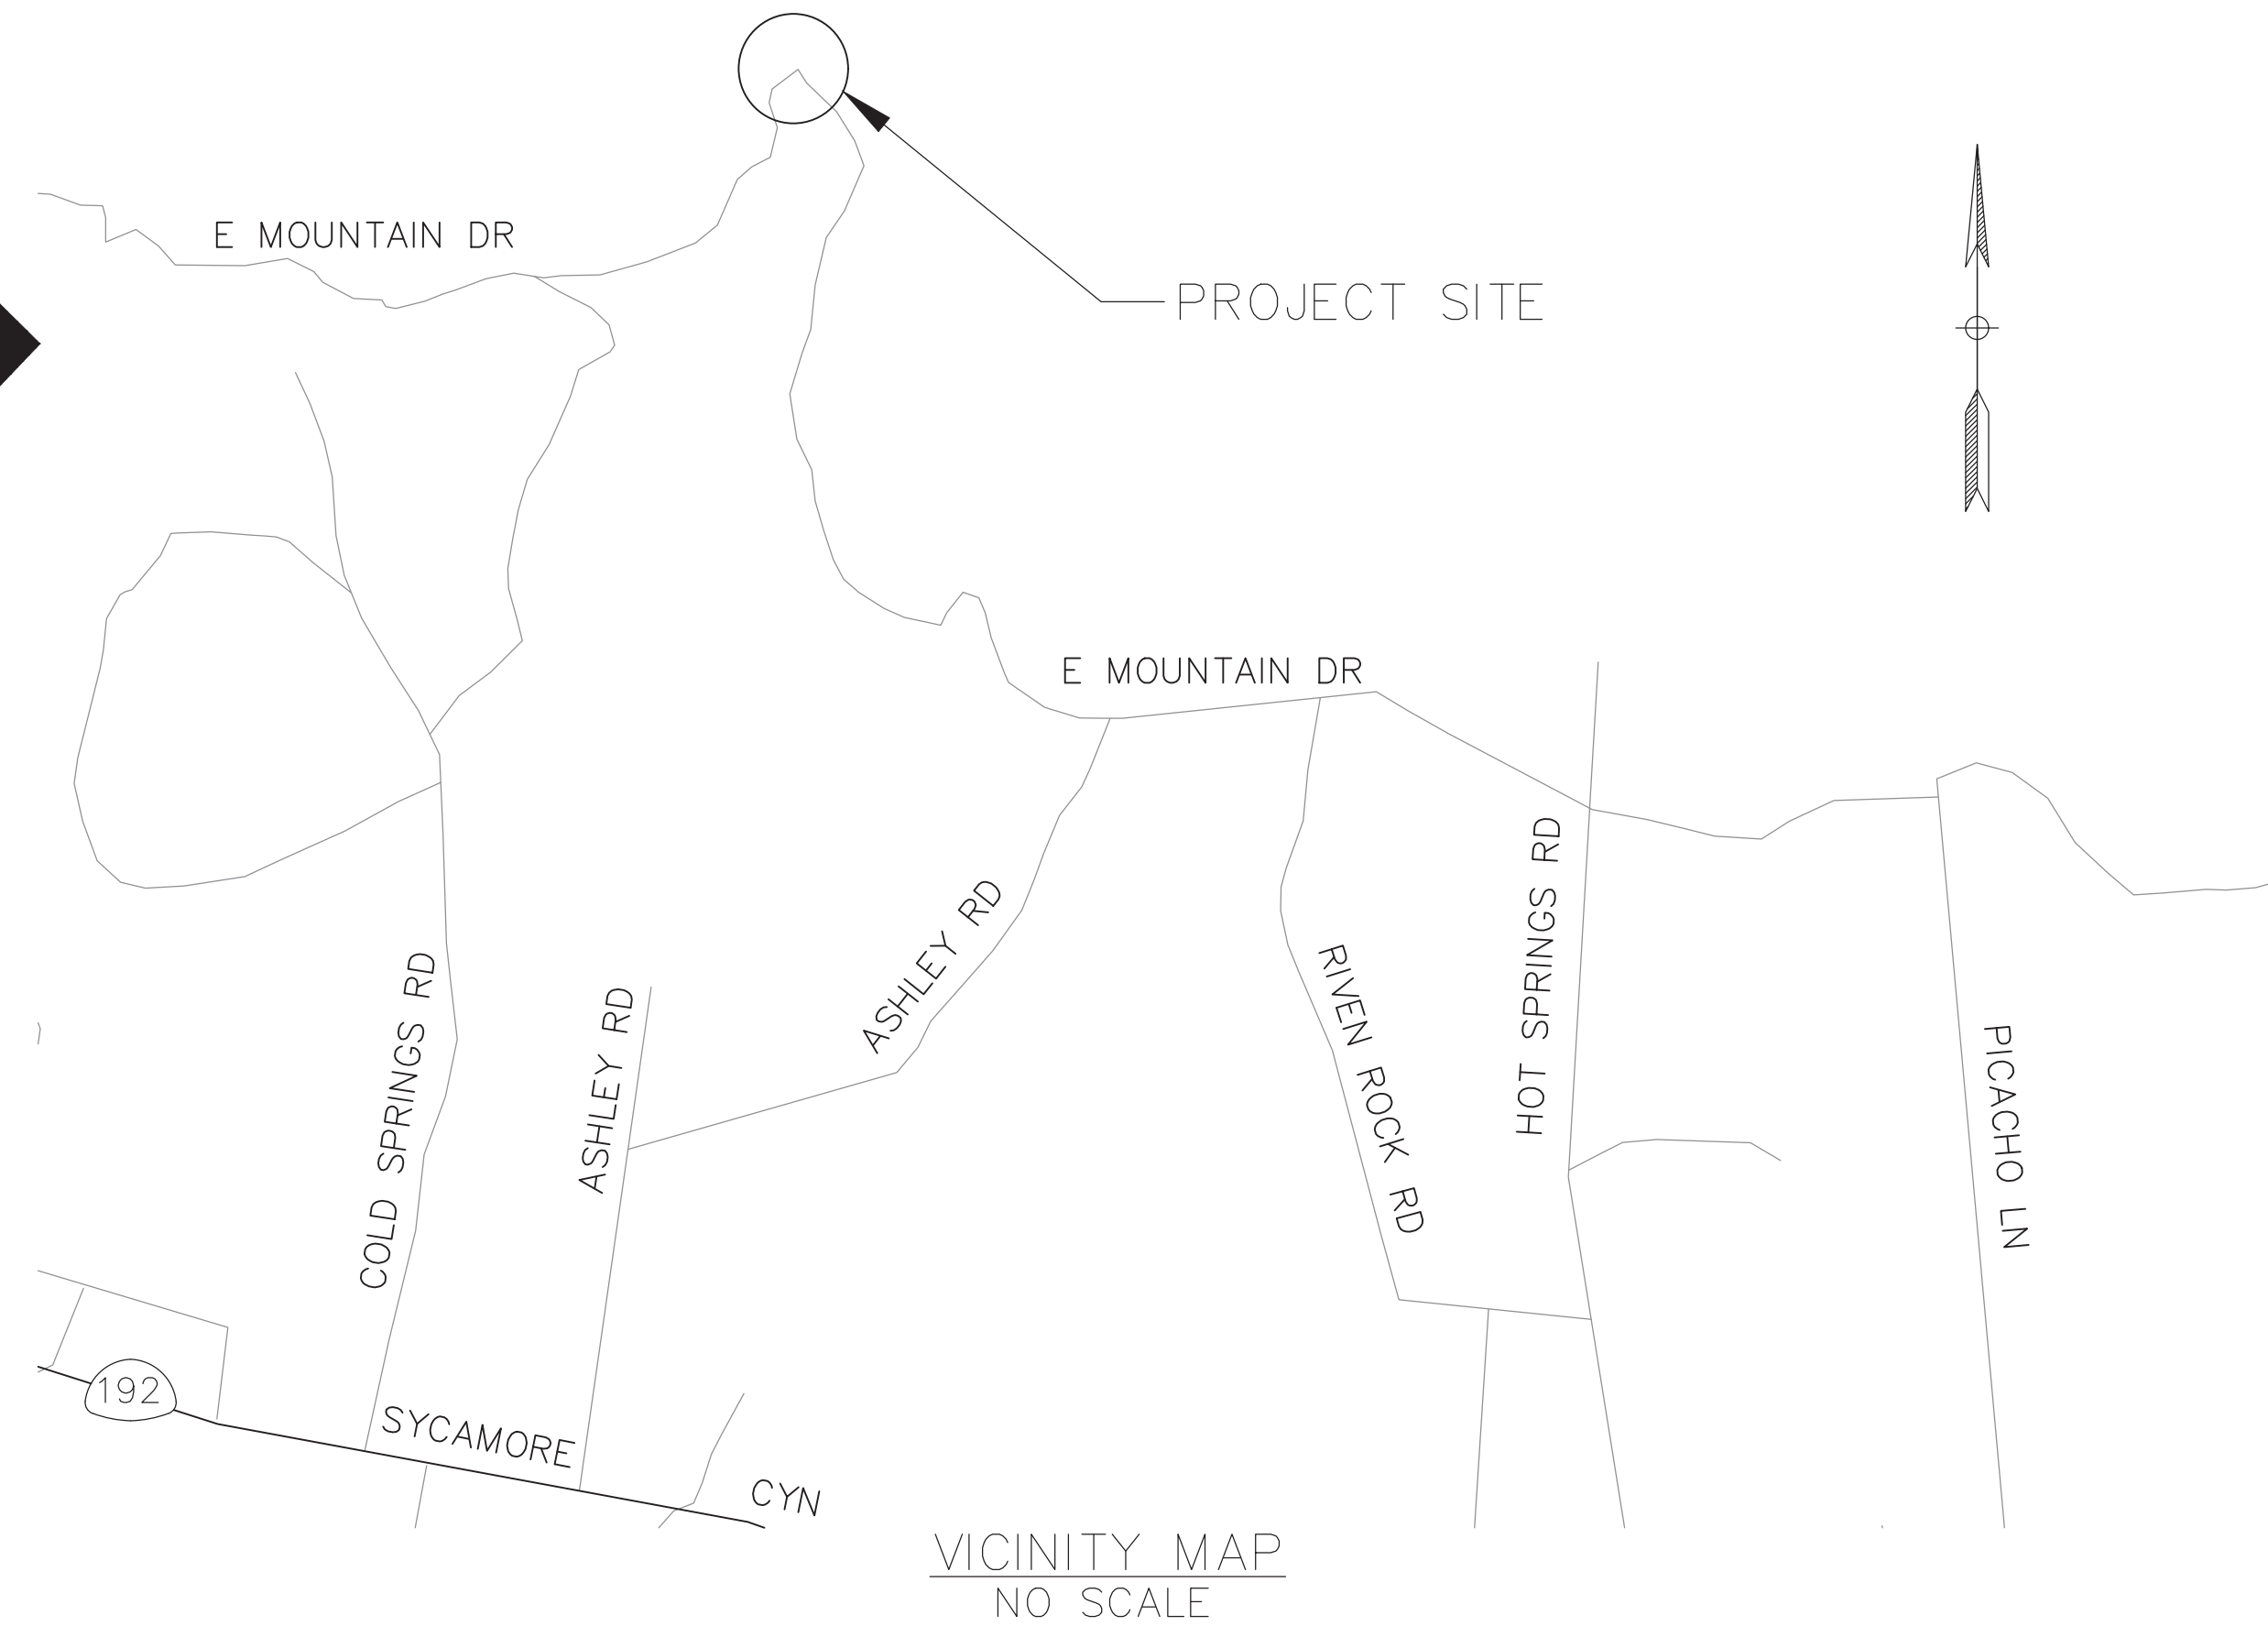 E MOUNTAIN DR
PROJECT SITE
E MOUNTAIN DR
HOT SPRINGS RD
ASHLEY RD
COLD SPRINGS RD
ASHLEY RD
RIVEN ROCK RD
PICACHO LN
192
SYCAMORE CYN
VICINITY MAP
NO SCALE